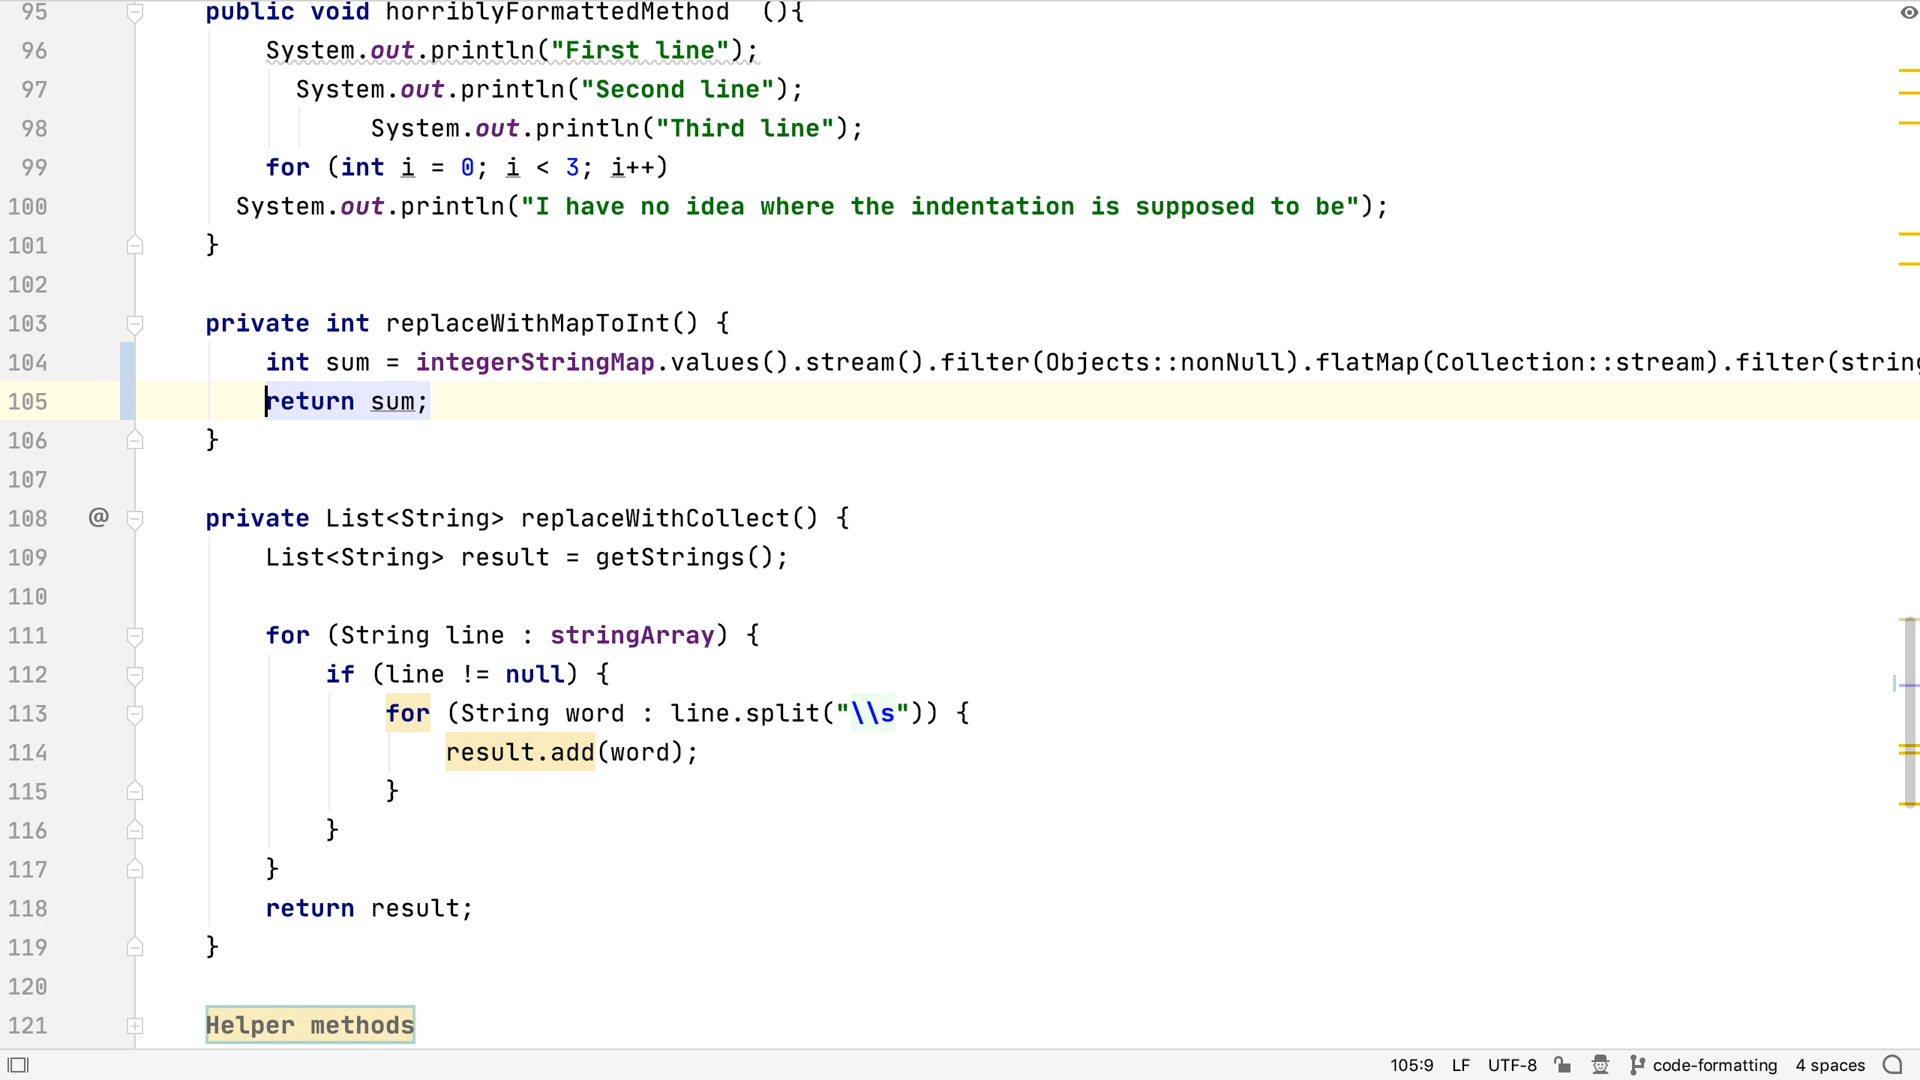 95 public void horriblyFormattedMethod  (){
96 System.out.println("First line");
97 System.out.println("Second line");
98 System.out.println("Third line");
99 for (int i = 0; i < 3; i++)
100 System.out.println("I have no idea where the indentation is supposed to be");
101 }
102
103 private int replaceWithMapToInt() {
104 int sum = integerStringMap.values().stream().filter(Objects::nonNull).flatMap(Collection::stream).filter(string
105 return sum;
106 }
107
108 @ private List<String> replaceWithCollect() {
109 List<String> result = getStrings();
110
111 for (String line : stringArray) {
112 if (line != null) {
113 for (String word : line.split("\\s")) {
114 result.add(word);
115 }
116 }
117 }
118 return result;
119 }
120
121 Helper methods
105:9 LF UTF-8 code-formatting 4 spaces